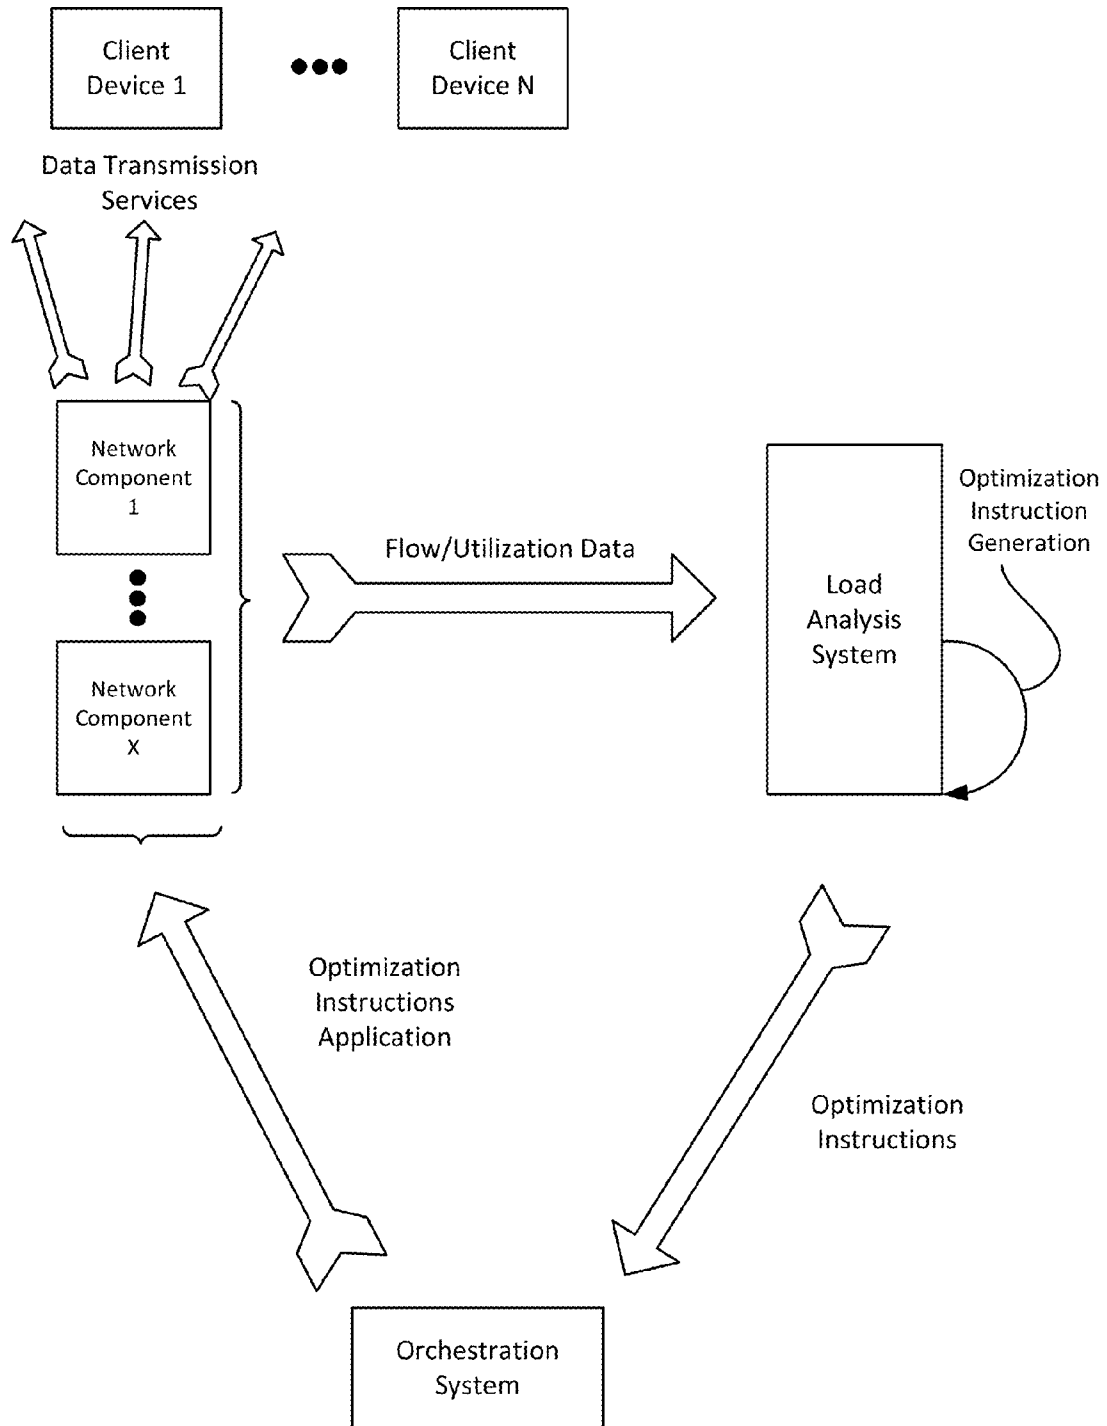 Client
Device 1
Client
Device N
Data Transmission
Services
Network
Component
1
Flow/Utilization Data
Optimization
Instruction
Generation
Load
Analysis
System
Network
Component
X
Optimization
Instructions
Application
Optimization
Instructions
Orchestration
System